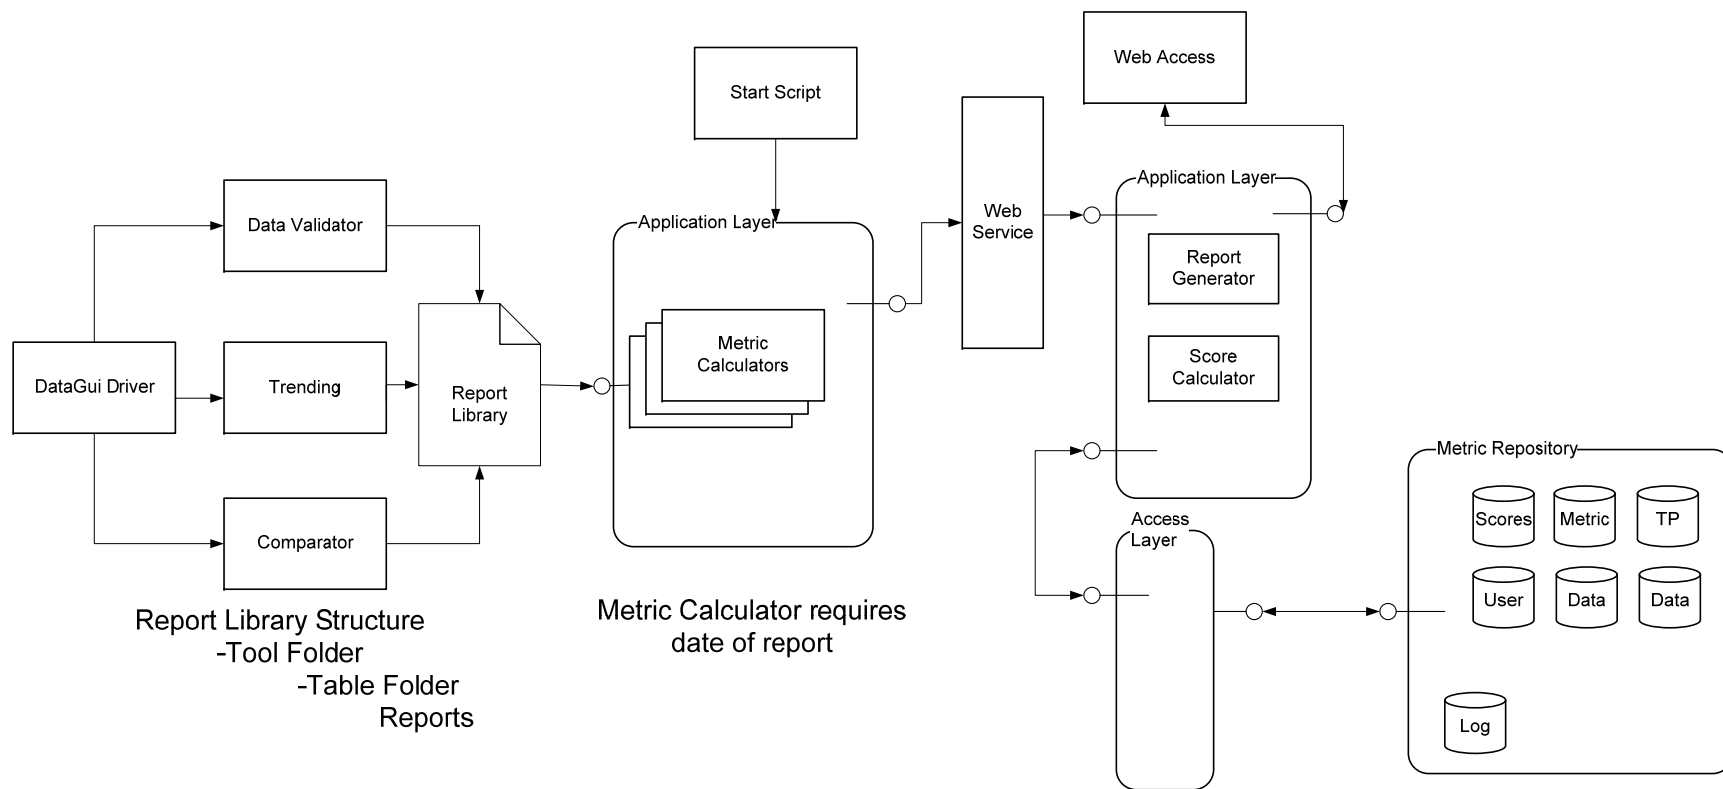 Web Access
Start Script
Application Layer
Data Validator
Web
Service
Application Layer
Report
Generator
Metric
Calculators
Score
Calculator
DataGui Driver
Trending
Report
Library
Comparator
Metric Repository
Scores
Metric
TP
Access
Layer
User
Data
Data
Report Library Structure
-Tool Folder
-Table Folder
Reports
Metric Calculator requires
date of report
Log